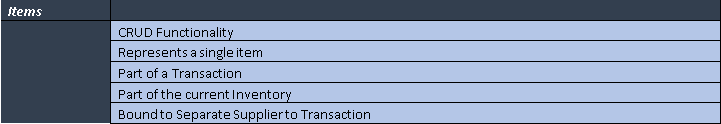 Items
CRUD Functionality
Represents a single item
Part of a Transaction
Part of the current Inventory
Bound to Separate Supplier to Transaction